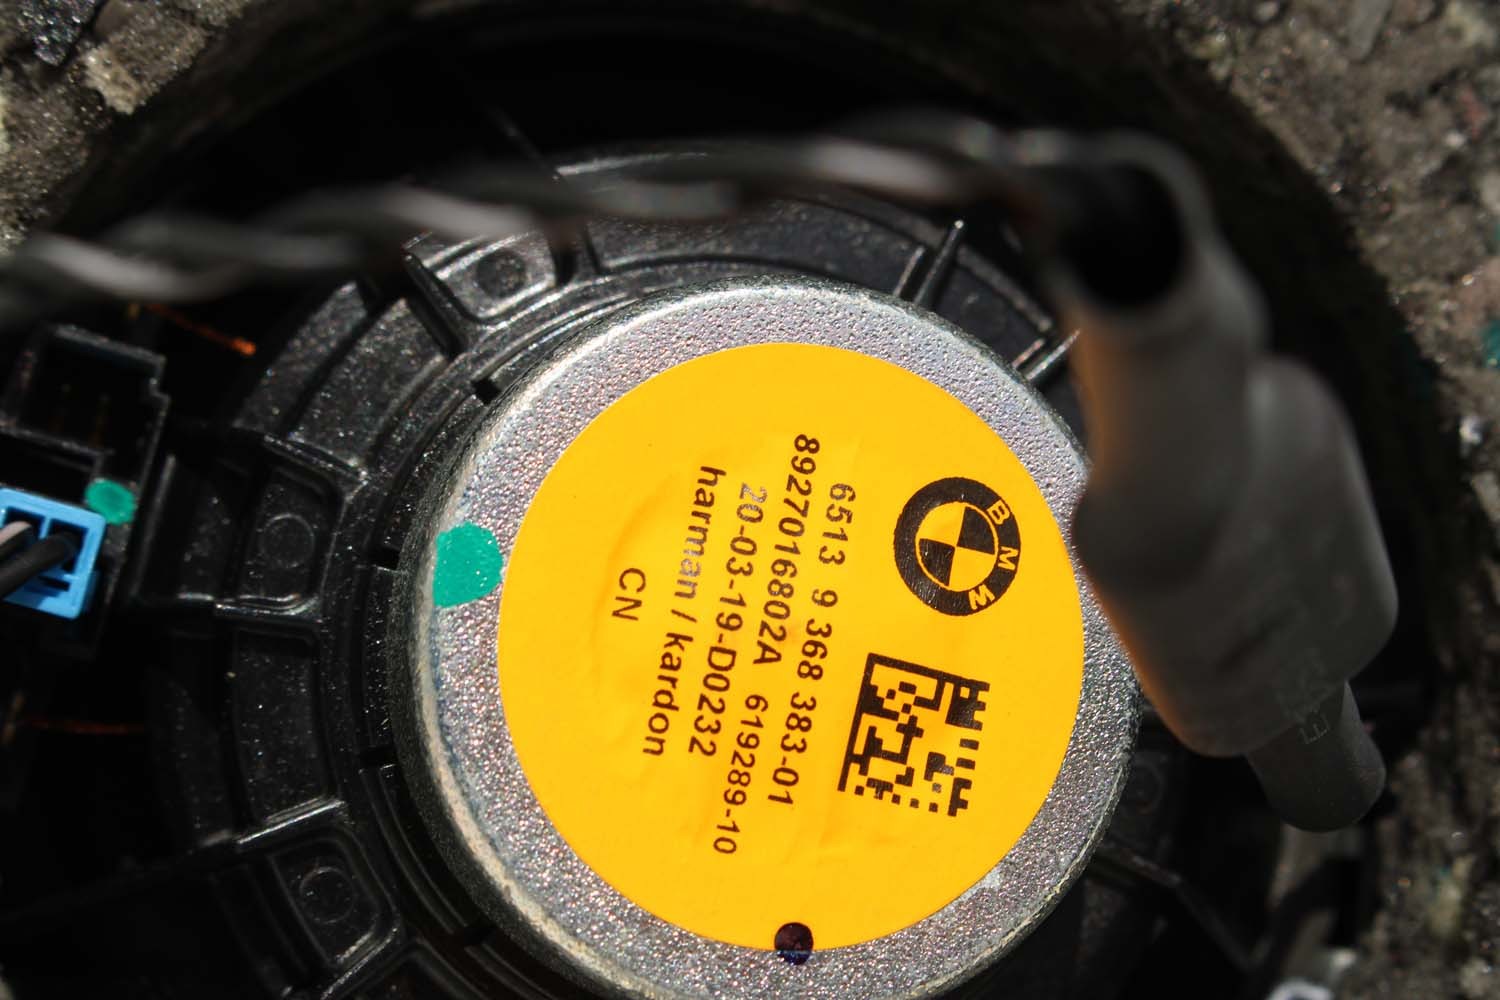 BMW
6513 9 368 383-01
8927016802A 619289-10
20-03-19-D0232
harman / kardon
CN